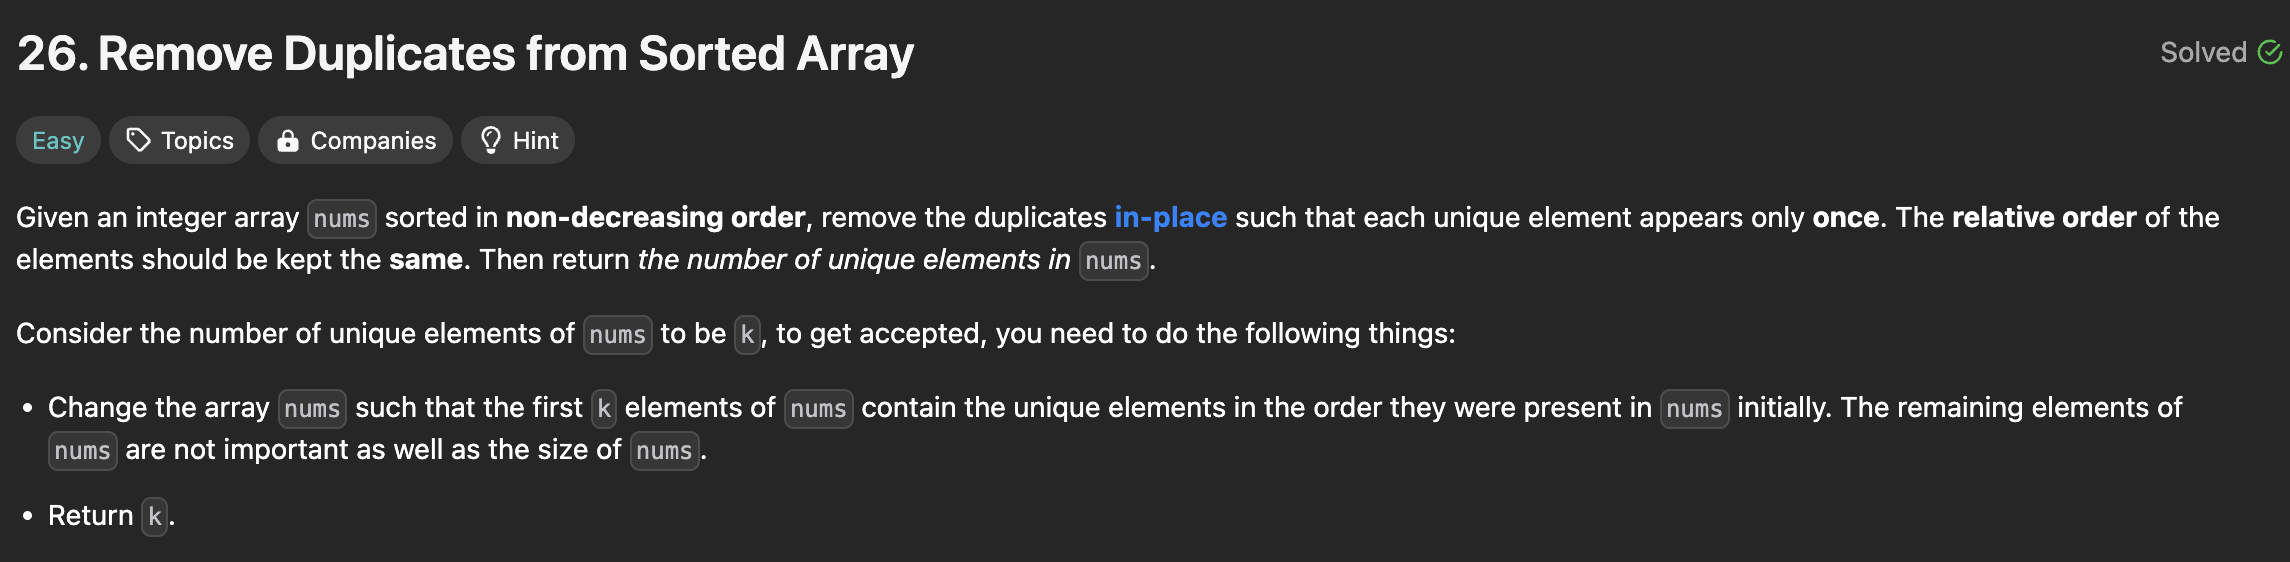 26. Remove Duplicates from Sorted Array
Solved
Easy
Topics
Companies
Hint
Given an integer array nums sorted in non-decreasing order, remove the duplicates in-place such that each unique element appears only once. The relative order of the
elements should be kept the same. Then return the number of unique elements in nums.
Consider the number of unique elements of nums to be k, to get accepted, you need to do the following things:
• Change the array nums such that the first k elements of nums contain the unique elements in the order they were present in nums initially. The remaining elements of
nums are not important as well as the size of nums.
• Return k.